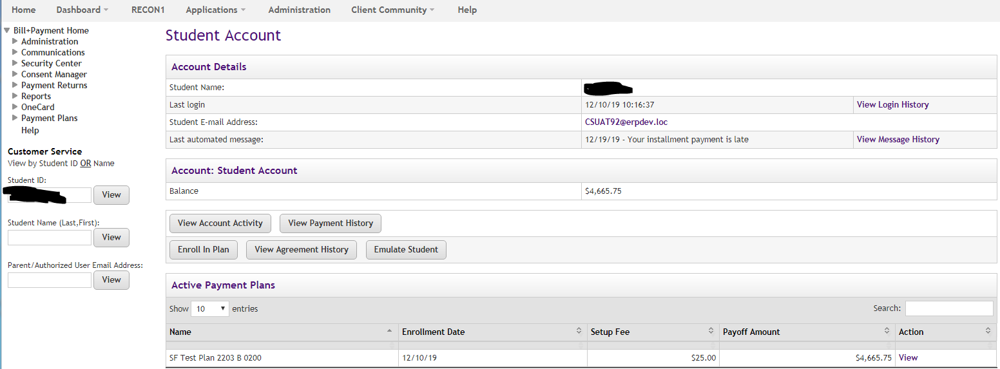 Home Dashboard RECON1 Applications Administration Client Community Help
Bill+Payment Home
Administration
Communications
Security Center
Consent Manager
Payment Returns
Reports
OneCard
Payment Plans
Help
Customer Service
View by Student ID OR Name
Student ID:
View
Student Name (Last,First):
View
Parent/Authorized User Email Address:
View
Student Account
Account Details
Student Name:
Last login 12/10/19 10:16:37 View Login History
Student E-mail Address: CSUAT92@erpdev.loc
Last automated message: 12/19/19 - Your installment payment is late View Message History
Account: Student Account
Balance $4,665.75
View Account Activity View Payment History
Enroll In Plan View Agreement History Emulate Student
Active Payment Plans
Show 10 entries Search:
Name Enrollment Date Setup Fee Payoff Amount Action
SF Test Plan 2203 B 0200 12/10/19 $25.00 $4,665.75 View